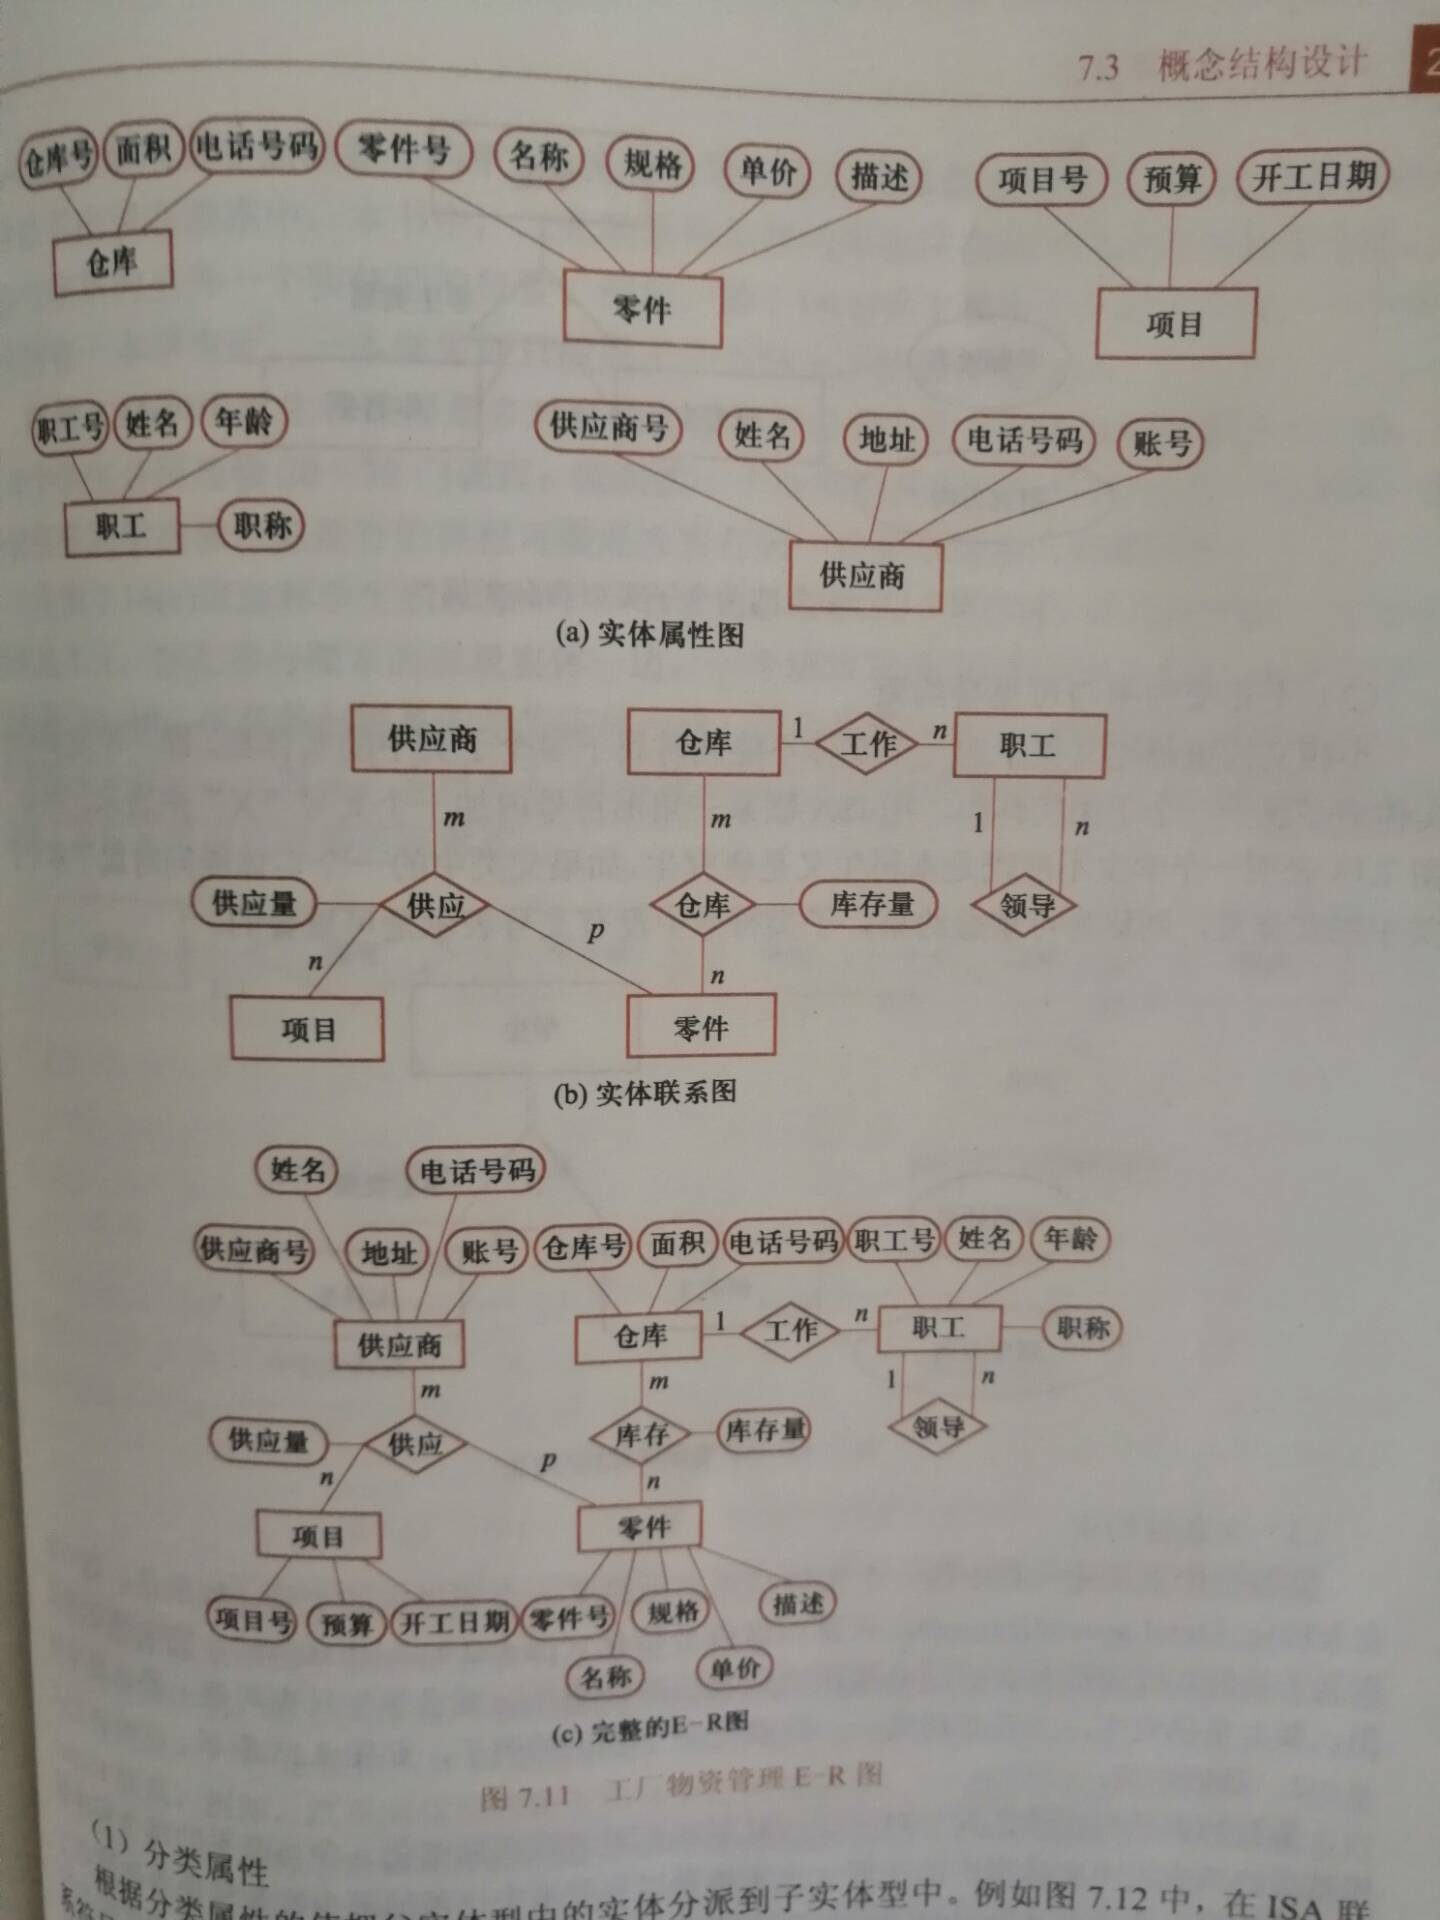 7.3 概念结构设计 2
仓库号 面积 电话号码 零件号 名称 规格 单价 描述 项目号 预算 开工日期
仓库 零件 项目
职工号 姓名 年龄 供应商号 姓名 地址 电话号码 账号
职工 职称 供应商
(a) 实体属性图
供应商 仓库 1 工作 n 职工
m m 1 n
供应量 供应 仓库 库存量 领导
n p n
项目 零件
(b) 实体联系图
姓名 电话号码
供应商号 地址 账号 仓库号 面积 电话号码 职工号 姓名 年龄
供应商 仓库 1 工作 n 职工 职称
m m 1 n
供应量 供应 库存 库存量 领导
n p n
项目 零件
项目号 预算 开工日期 零件号 规格 描述
名称 单价
(c) 完整的E-R图
图 7.11 工厂物资管理 E-R 图
(1) 分类属性
根据分类属性的值把父实体型中的实体分派到子实体型中。例如图 7.12 中，在 ISA 联